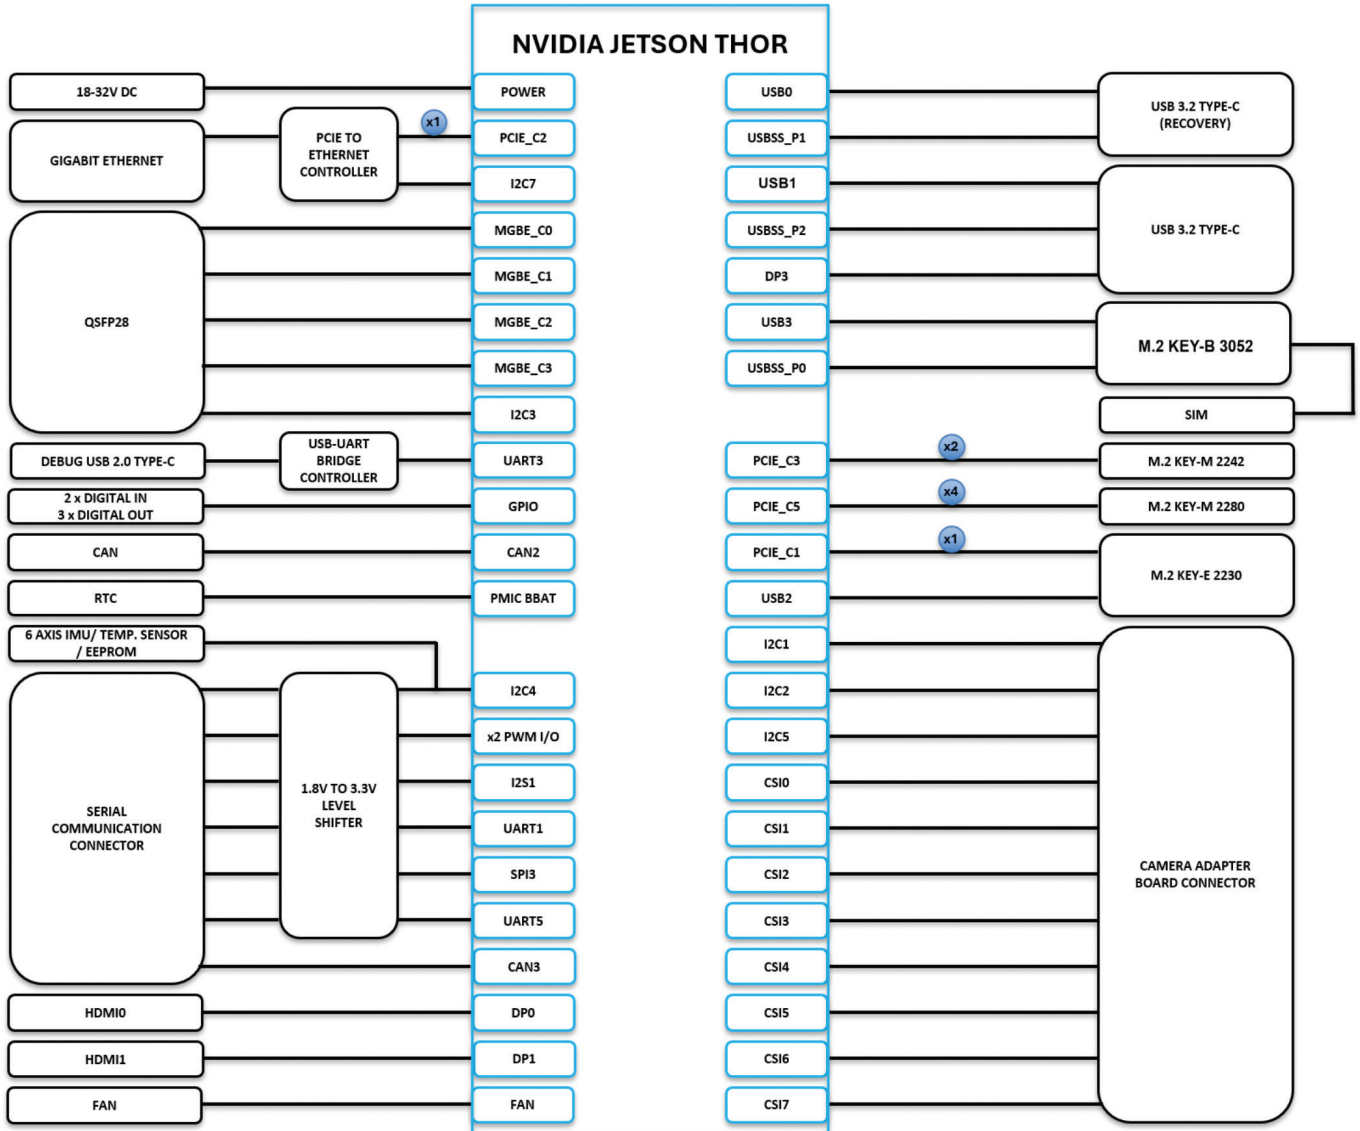 NVIDIA JETSON THOR
18-32V DC
GIGABIT ETHERNET
PCIE TO
ETHERNET
CONTROLLER
x1
QSFP28
DEBUG USB 2.0 TYPE-C
USB-UART
BRIDGE
CONTROLLER
2 x DIGITAL IN
3 x DIGITAL OUT
CAN
RTC
6 AXIS IMU/ TEMP. SENSOR
/ EEPROM
SERIAL
COMMUNICATION
CONNECTOR
1.8V TO 3.3V
LEVEL
SHIFTER
HDMI0
HDMI1
FAN
POWER
PCIE_C2
I2C7
MGBE_C0
MGBE_C1
MGBE_C2
MGBE_C3
I2C3
UART3
GPIO
CAN2
PMIC BBAT
I2C4
x2 PWM I/O
I2S1
UART1
SPI3
UART5
CAN3
DP0
DP1
FAN
USB0
USBSS_P1
USB1
USBSS_P2
DP3
USB3
USBSS_P0
PCIE_C3
PCIE_C5
PCIE_C1
USB2
I2C1
I2C2
I2C5
CSI0
CSI1
CSI2
CSI3
CSI4
CSI5
CSI6
CSI7
x2
x4
x1
USB 3.2 TYPE-C
(RECOVERY)
USB 3.2 TYPE-C
M.2 KEY-B 3052
SIM
M.2 KEY-M 2242
M.2 KEY-M 2280
M.2 KEY-E 2230
CAMERA ADAPTER
BOARD CONNECTOR